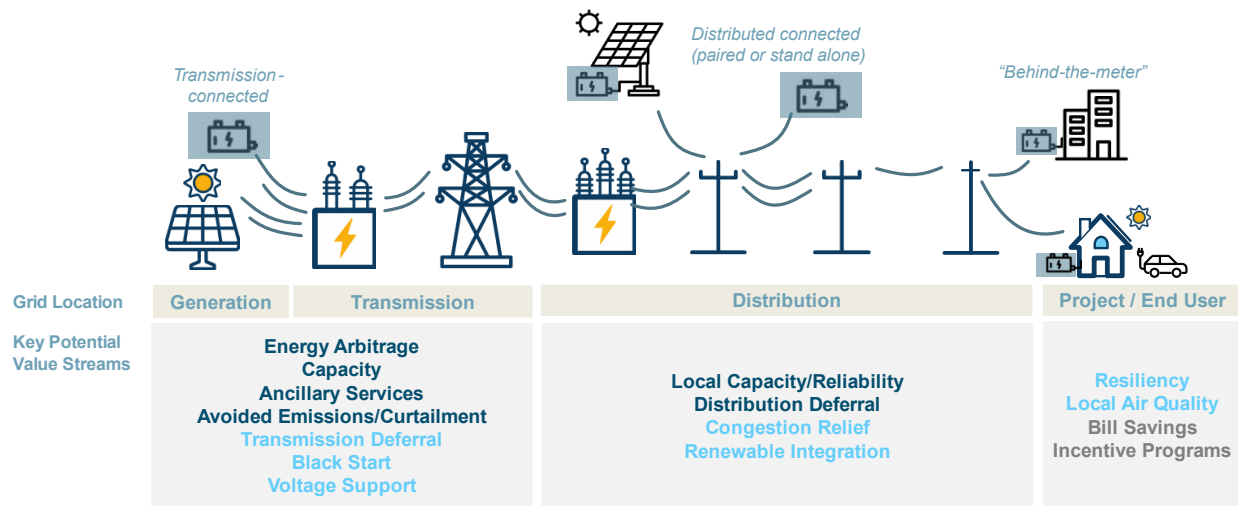 Transmission-
connected
Distributed connected
(paired or stand alone)
“Behind-the-meter”
Grid Location
Generation
Transmission
Distribution
Project / End User
Key Potential
Value Streams
Energy Arbitrage
Capacity
Ancillary Services
Avoided Emissions/Curtailment
Transmission Deferral
Black Start
Voltage Support
Local Capacity/Reliability
Distribution Deferral
Congestion Relief
Renewable Integration
Resiliency
Local Air Quality
Bill Savings
Incentive Programs